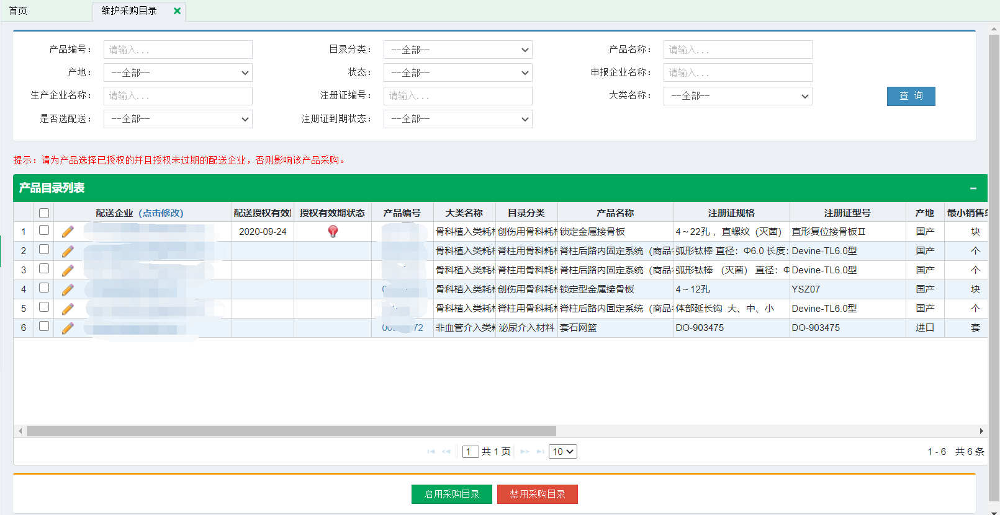 首页 维护采购目录
产品编号： 请输入... 目录分类： --全部-- 产品名称： 请输入...
产地： --全部-- 状态： --全部-- 申报企业名称： 请输入...
生产企业名称： 请输入... 注册证编号： 请输入... 大类名称： --全部-- 查 询
是否选配送： --全部-- 注册证到期状态： --全部--
提示：请为产品选择已授权的并且授权未过期的配送企业，否则影响该产品采购。
产品目录列表
配送企业（点击修改） 配送授权有效 授权有效期状态 产品编号 大类名称 目录分类 产品名称 注册证规格 注册证型号 产地 最小销售
1 2020-09-24 骨科植入类耗材 创伤用骨科耗材 锁定金属接骨板 4～22孔 ，直螺纹（灭菌） 直形复位接骨板Ⅱ 国产 块
2 骨科植入类耗材 脊柱用骨科耗材 脊柱后路内固定系统（商品 弧形钛棒 直径：Φ6.0 长度： Devine-TL6.0型 国产 个
3 骨科植入类耗材 脊柱用骨科耗材 脊柱后路内固定系统（商品 弧形钛棒 （灭菌） 直径：Φ Devine-TL6.0型 国产 个
4 骨科植入类耗材 创伤用骨科耗材 锁定型金属接骨板 4～12孔 YSZ07 国产 块
5 骨科植入类耗材 脊柱用骨科耗材 脊柱后路内固定系统（商品 体部延长钩 大、中、小 Devine-TL6.0型 国产 个
6 72 非血管介入类耗 泌尿介入材料 套石网篮 DO-903475 DO-903475 进口 套
1 共 1 页 10 1 - 6 共 6 条
启用采购目录 禁用采购目录